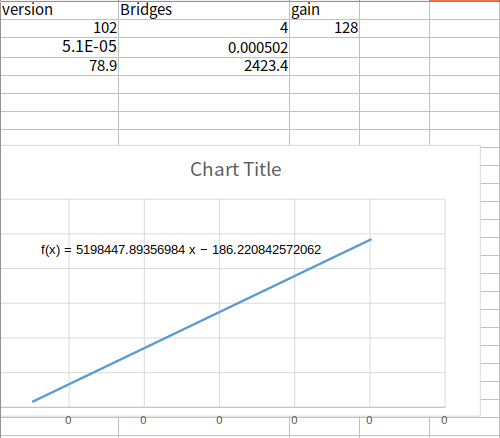 version Bridges gain
102 4 128
5.1E-05 0.000502
78.9 2423.4
Chart Title
f(x) = 5198447.89356984 x − 186.220842572062
0 0 0 0 0 0